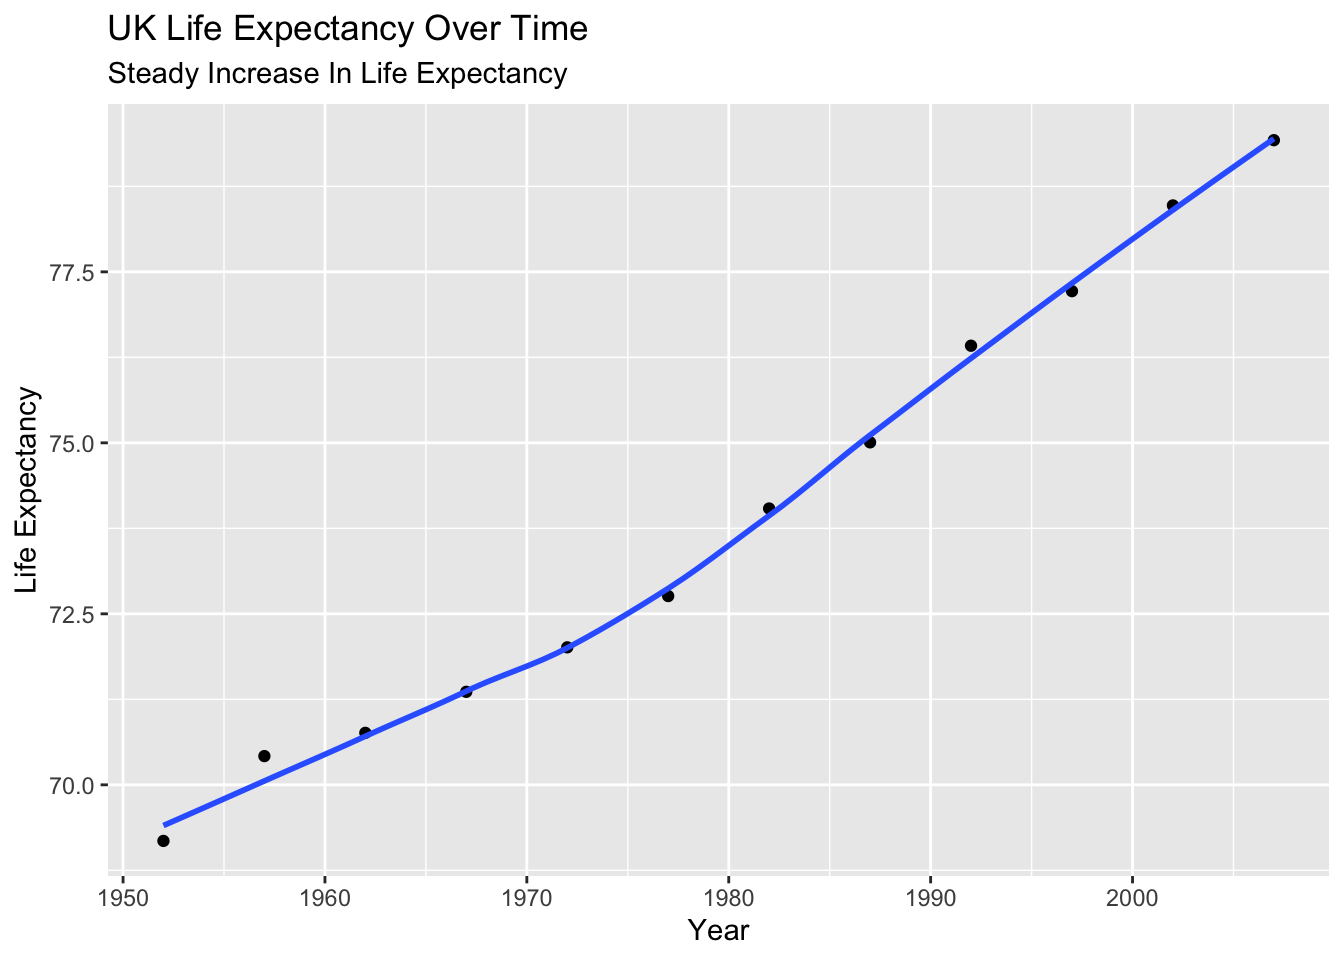 UK Life Expectancy Over Time
Steady Increase In Life Expectancy
77.5
75.0
72.5
70.0
Life Expectancy
1950 1960 1970 1980 1990 2000
Year